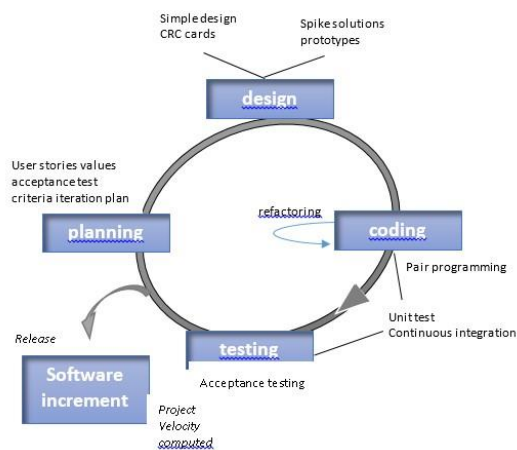 Simple design
CRC cards
Spike solutions
prototypes
design
User stories values
acceptance test
criteria iteration plan
planning
refactoring
coding
Pair programming
Unit test
Continuous integration
testing
Acceptance testing
Release
Software
increment
Project
Velocity
computed